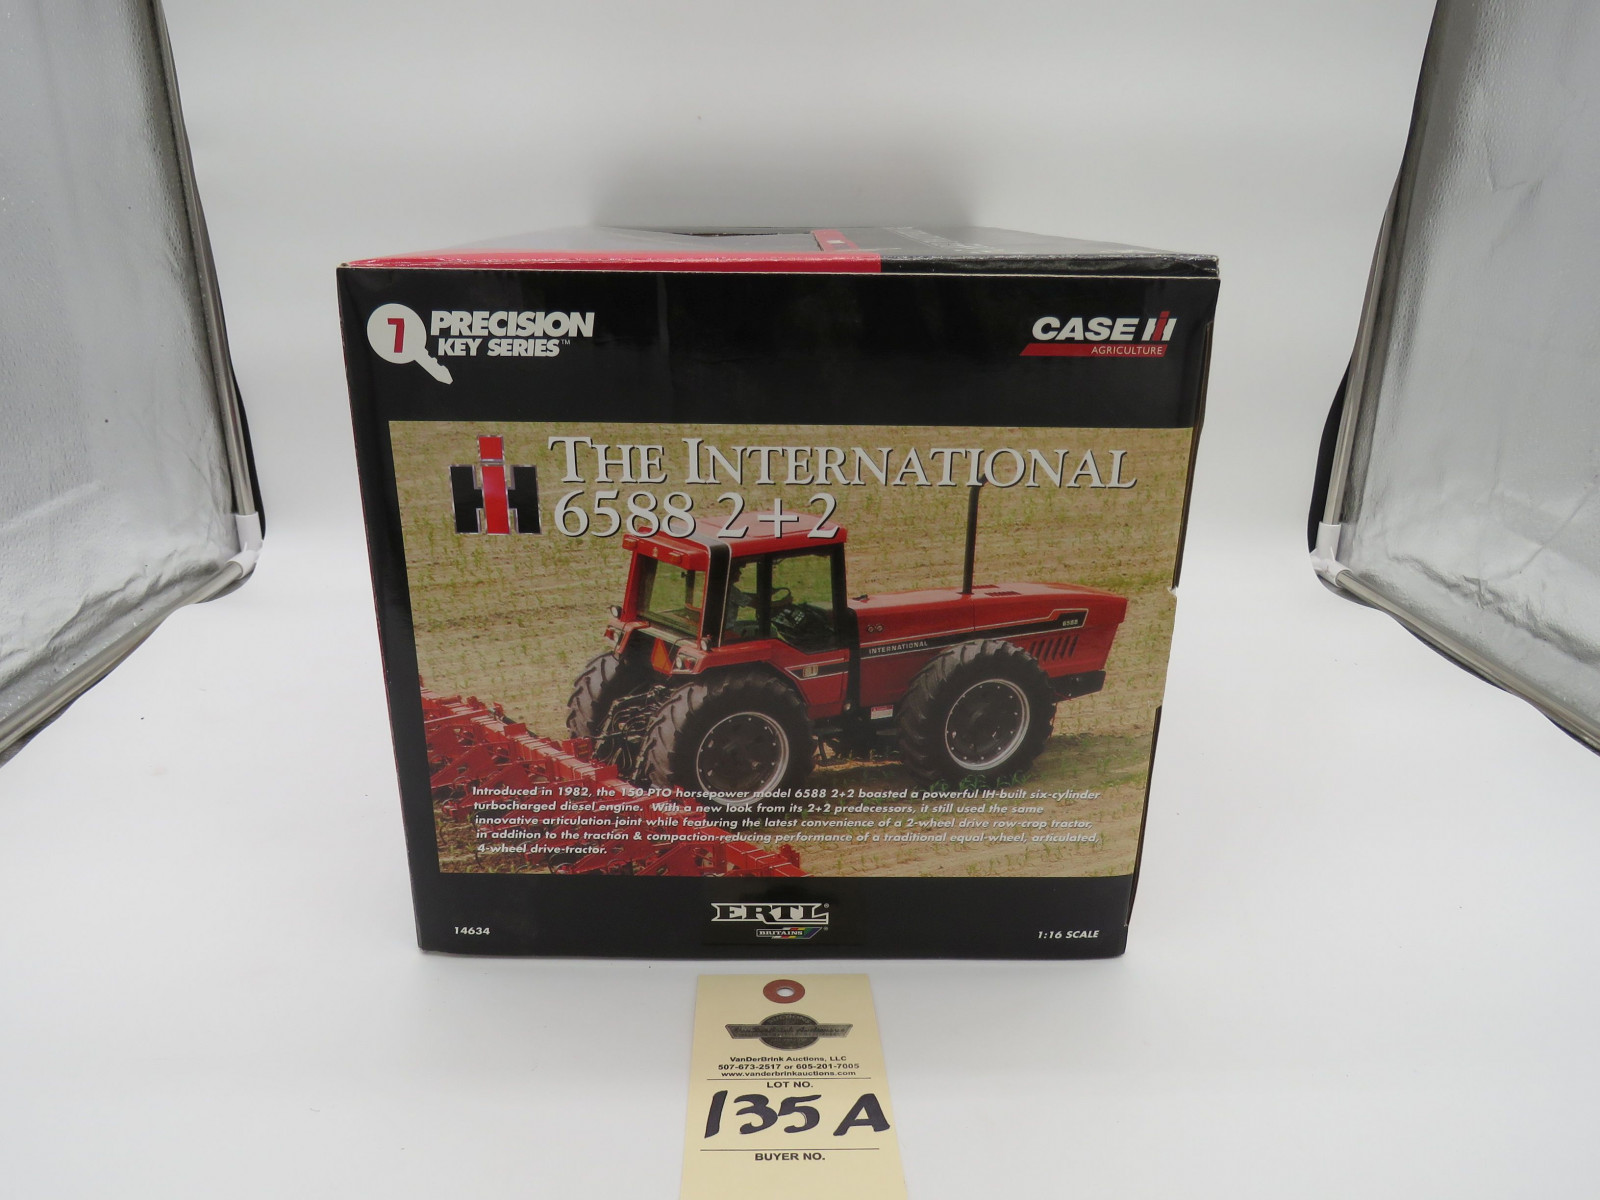 7 PRECISION
KEY SERIES™
CASE IH
AGRICULTURE
IH THE INTERNATIONAL
6588 2+2
6588
INTERNATIONAL
Introduced in 1982, the 150 PTO horsepower model 6588 2+2 boasted a powerful IH-built six-cylinder
turbocharged diesel engine. With a new look from its 2+2 predecessors, it still used the same
innovative articulation joint while featuring the latest convenience of a 2-wheel drive row-crop tractor,
in addition to the traction & compaction-reducing performance of a traditional equal-wheel, articulated,
4-wheel drive-tractor.
ERTL®
BRITAINS®
14634
1:16 SCALE
VanDerBrink Auctions, LLC
507-673-2517 or 605-201-7005
www.vanderbrinkauctions.com
LOT NO.
135A
BUYER NO.